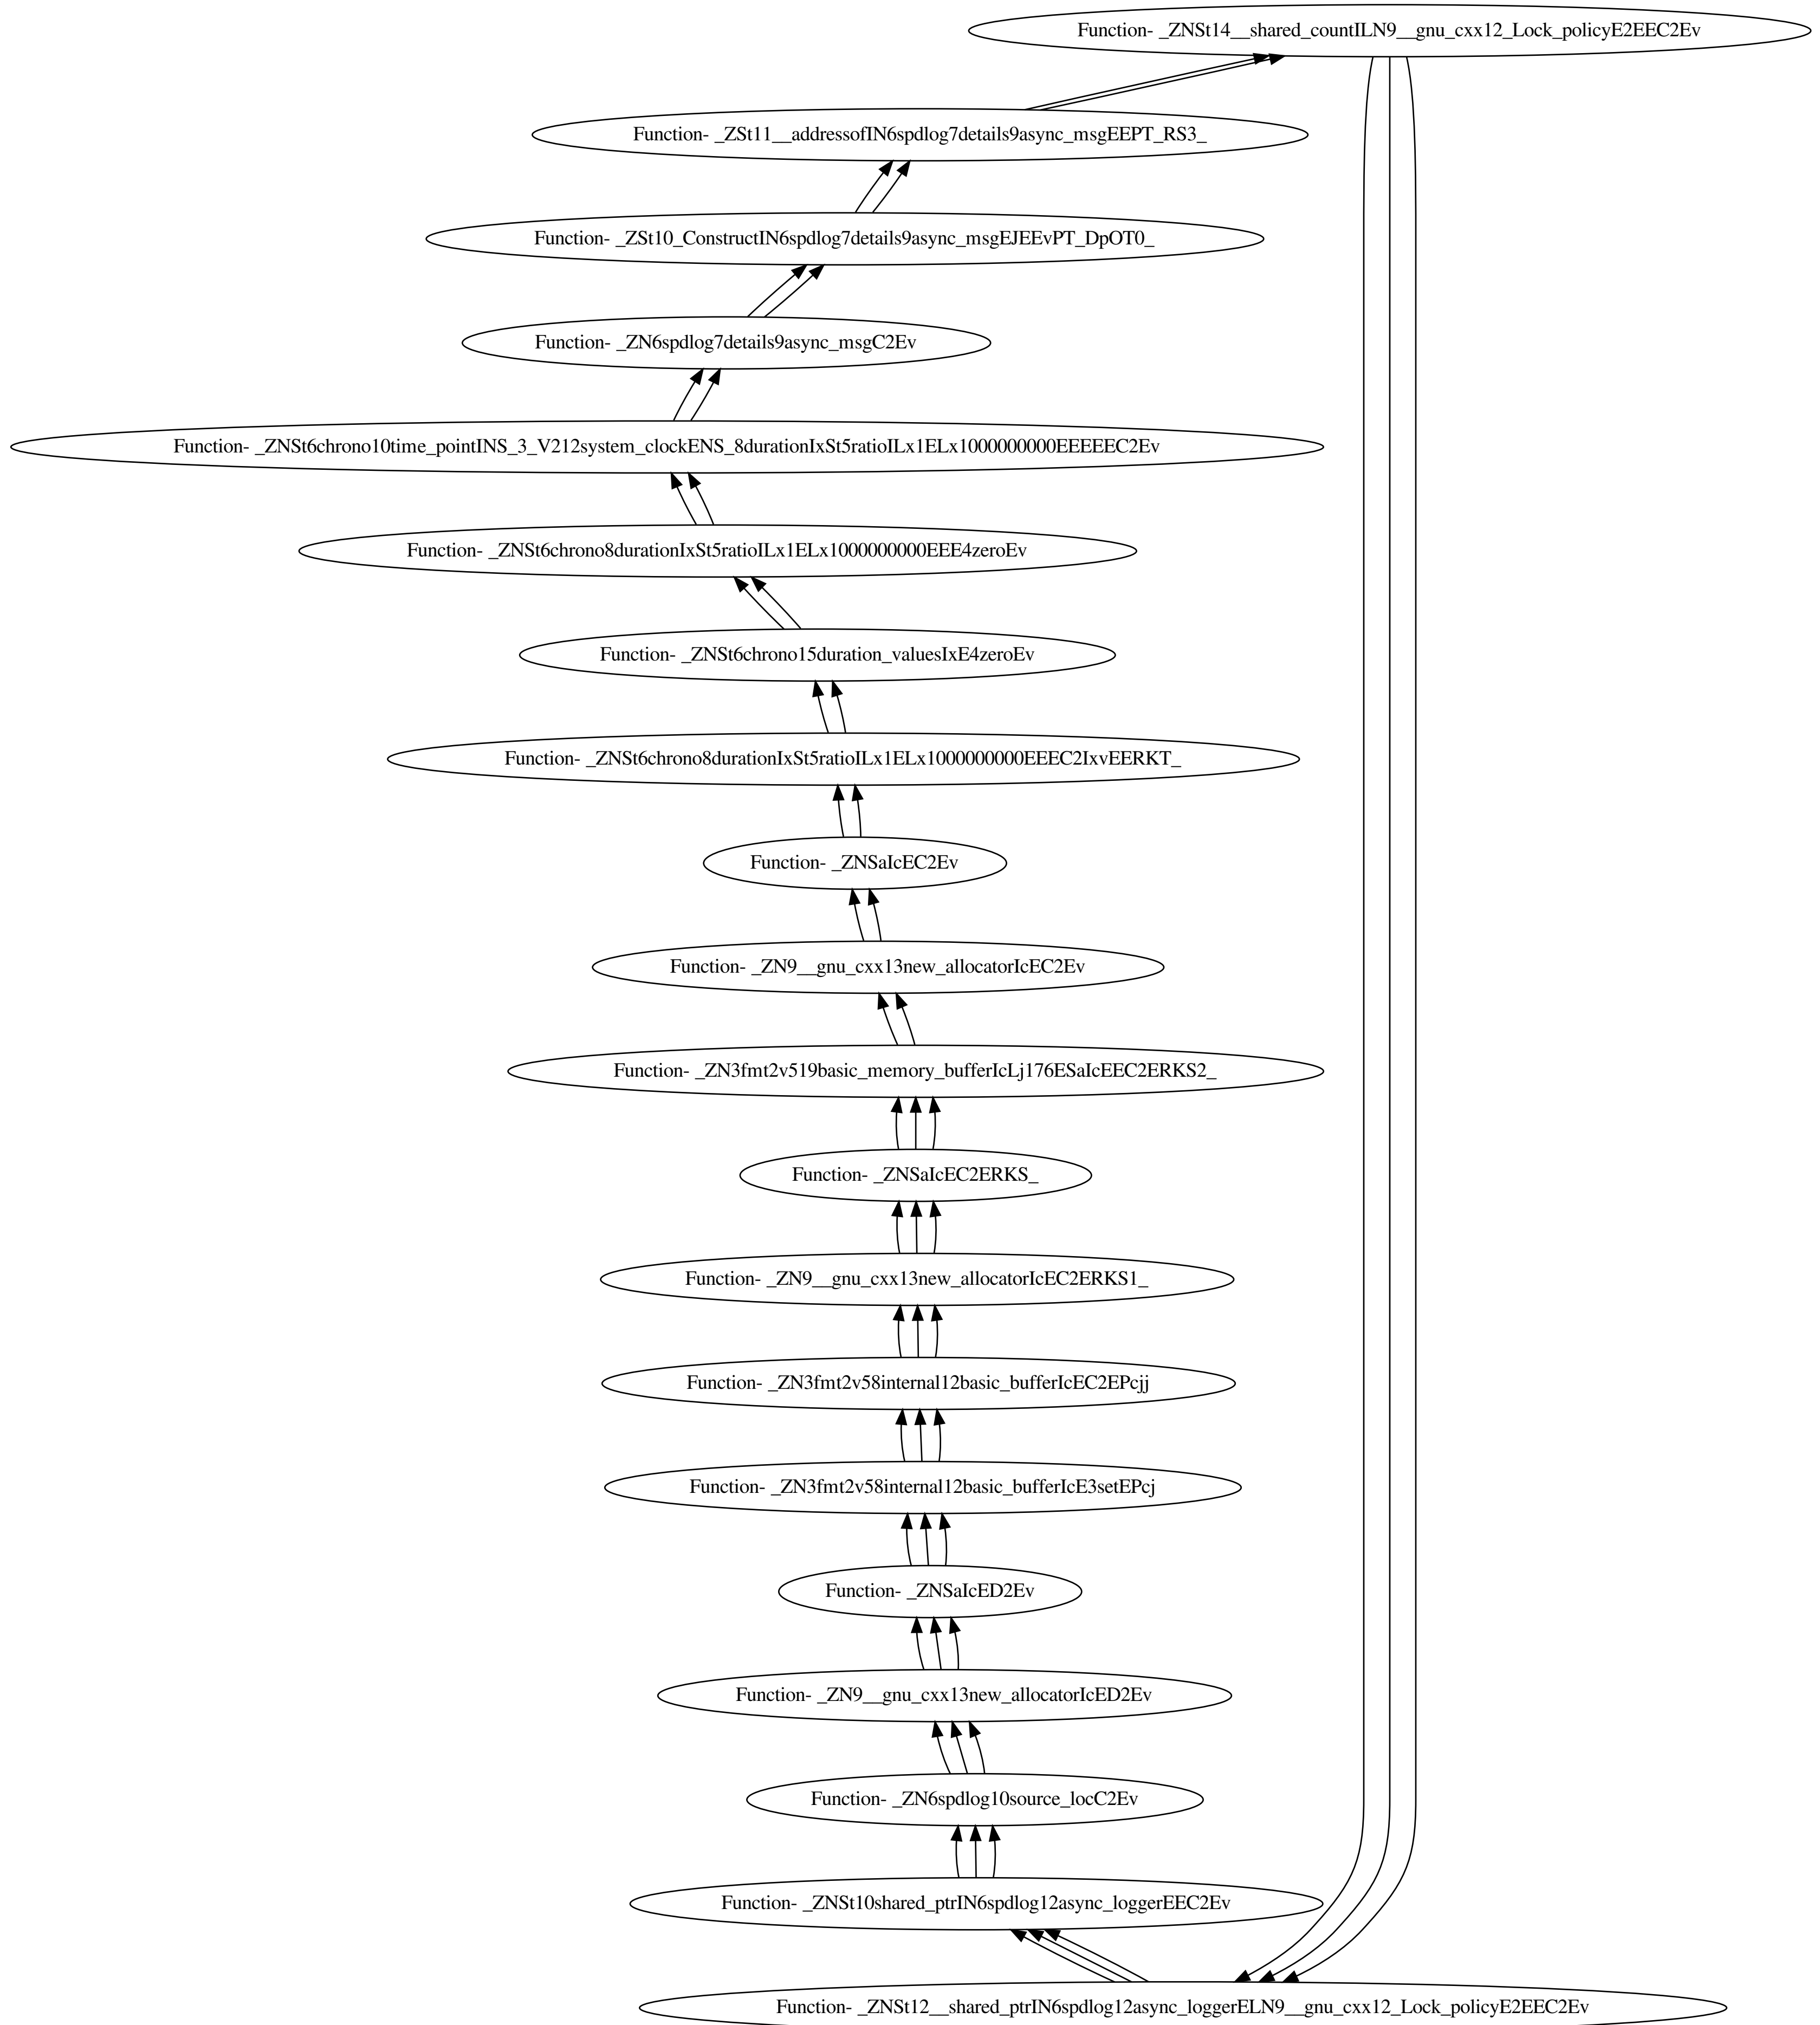 Function- _ZNSt14__shared_countILN9__gnu_cxx12_Lock_policyE2EEC2Ev
Function- _ZSt11__addressofIN6spdlog7details9async_msgEEPT_RS3_
Function- _ZSt10_ConstructIN6spdlog7details9async_msgEJEEvPT_DpOT0_
Function- _ZN6spdlog7details9async_msgC2Ev
Function- _ZNSt6chrono10time_pointINS_3_V212system_clockENS_8durationIxSt5ratioILx1ELx1000000000EEEEEC2Ev
Function- _ZNSt6chrono8durationIxSt5ratioILx1ELx1000000000EEE4zeroEv
Function- _ZNSt6chrono15duration_valuesIxE4zeroEv
Function- _ZNSt6chrono8durationIxSt5ratioILx1ELx1000000000EEEC2IxvEERKT_
Function- _ZNSaIcEC2Ev
Function- _ZN9__gnu_cxx13new_allocatorIcEC2Ev
Function- _ZN3fmt2v519basic_memory_bufferIcLj176ESaIcEEC2ERKS2_
Function- _ZNSaIcEC2ERKS_
Function- _ZN9__gnu_cxx13new_allocatorIcEC2ERKS1_
Function- _ZN3fmt2v58internal12basic_bufferIcEC2EPcjj
Function- _ZN3fmt2v58internal12basic_bufferIcE3setEPcj
Function- _ZNSaIcED2Ev
Function- _ZN9__gnu_cxx13new_allocatorIcED2Ev
Function- _ZN6spdlog10source_locC2Ev
Function- _ZNSt10shared_ptrIN6spdlog12async_loggerEEC2Ev
Function- _ZNSt12__shared_ptrIN6spdlog12async_loggerELN9__gnu_cxx12_Lock_policyE2EEC2Ev